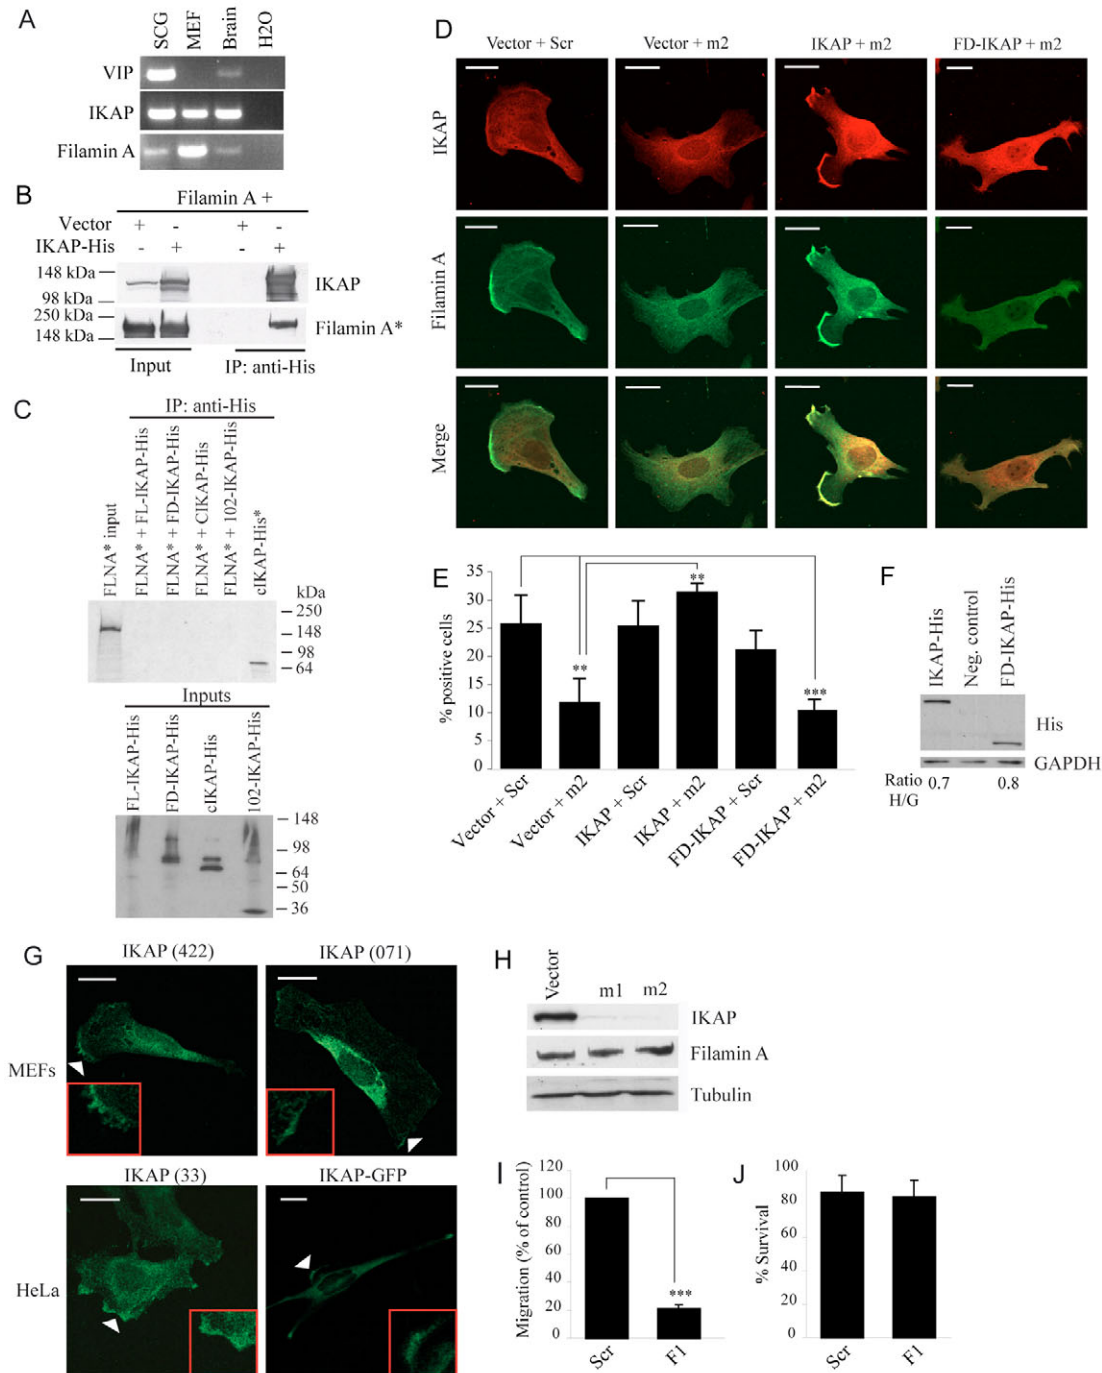 A
SCG
MEF
Brain
H2O
VIP
IKAP
Filamin A
B
Filamin A +
Vector + - + -
IKAP-His - + - +
148 kDa
98 kDa
IKAP
250 kDa
148 kDa
Filamin A*
Input
IP: anti-His
C
IP: anti-His
FLNA* input
FLNA* + FL-IKAP-His
FLNA* + FD-IKAP-His
FLNA* + CIKAP-His
FLNA* + 102-IKAP-His
cIKAP-His*
kDa
250
148
98
64
Inputs
FL-IKAP-His
FD-IKAP-His
cIKAP-His
102-IKAP-His
148
98
64
50
36
D
Vector + Scr
Vector + m2
IKAP + m2
FD-IKAP + m2
IKAP
Filamin A
Merge
E
% positive cells
35
30
25
20
15
10
5
0
**
**
***
Vector + Scr
Vector + m2
IKAP + Scr
IKAP + m2
FD-IKAP + Scr
FD-IKAP + m2
F
IKAP-His
Neg. control
FD-IKAP-His
His
GAPDH
Ratio 0.7 0.8
H/G
G
IKAP (422)
IKAP (071)
MEFs
IKAP (33)
IKAP-GFP
HeLa
H
Vector
m1
m2
IKAP
Filamin A
Tubulin
I
Migration (% of control)
120
100
80
60
40
20
0
***
Scr
F1
J
% Survival
100
80
60
40
20
0
Scr
F1